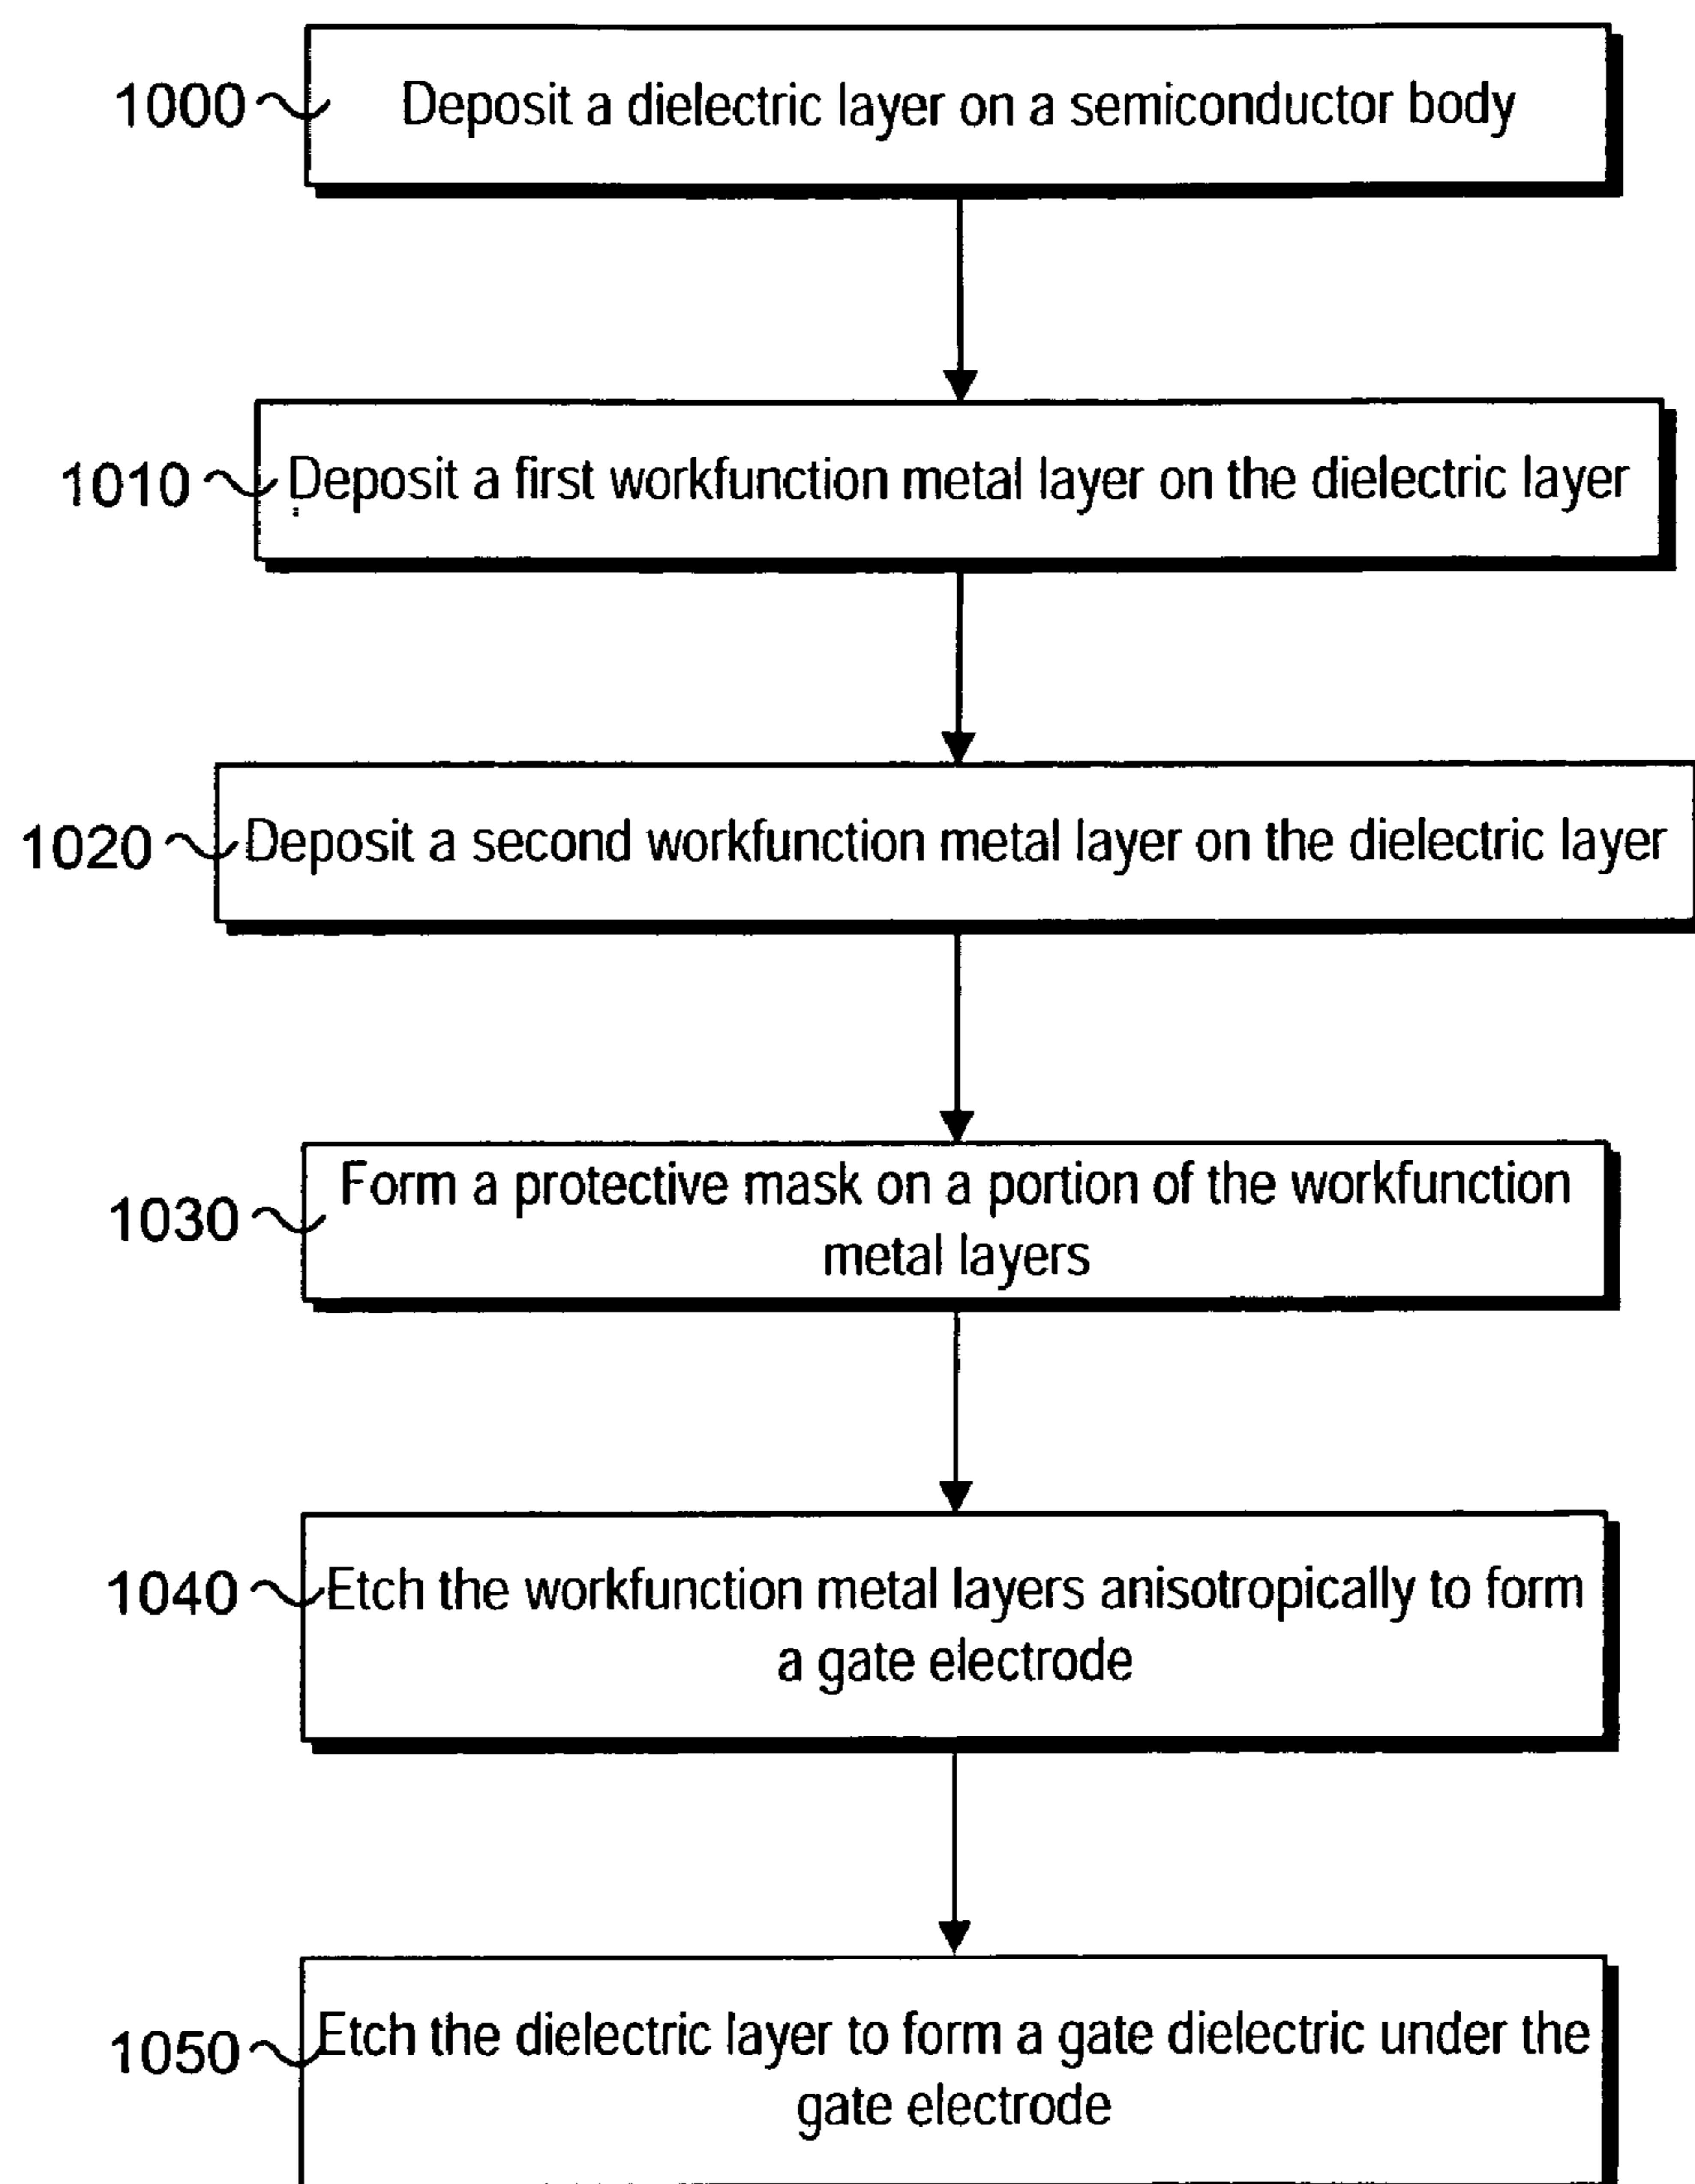 1000 Deposit a dielectric layer on a semiconductor body
1010 Deposit a first workfunction metal layer on the dielectric layer
1020 Deposit a second workfunction metal layer on the dielectric layer
1030 Form a protective mask on a portion of the workfunction
metal layers
1040 Etch the workfunction metal layers anisotropically to form
a gate electrode
1050 Etch the dielectric layer to form a gate dielectric under the
gate electrode